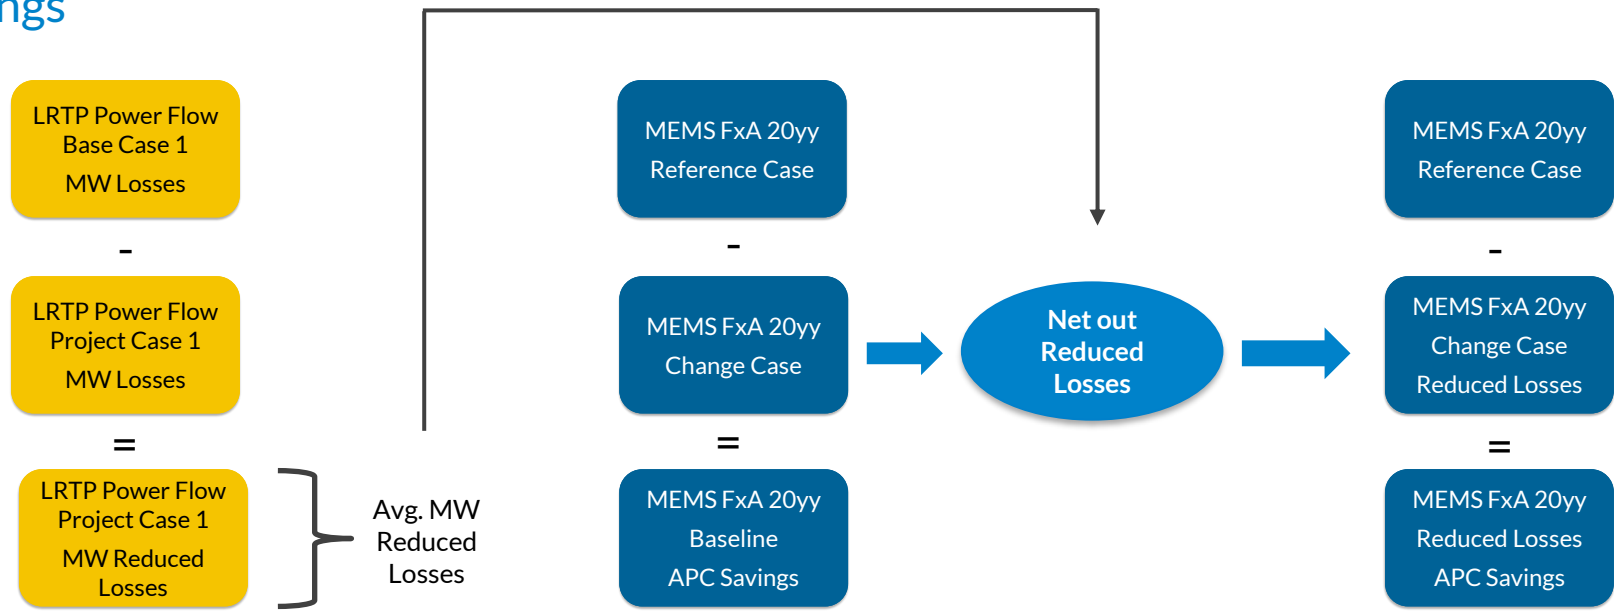 ngs
LRTP Power Flow
Base Case 1
MW Losses
-
LRTP Power Flow
Project Case 1
MW Losses
=
LRTP Power Flow
Project Case 1
MW Reduced
Losses
Avg. MW
Reduced
Losses
MEMS FxA 20yy
Reference Case
-
MEMS FxA 20yy
Change Case
=
MEMS FxA 20yy
Baseline
APC Savings
Net out
Reduced
Losses
MEMS FxA 20yy
Reference Case
-
MEMS FxA 20yy
Change Case
Reduced Losses
=
MEMS FxA 20yy
Reduced Losses
APC Savings